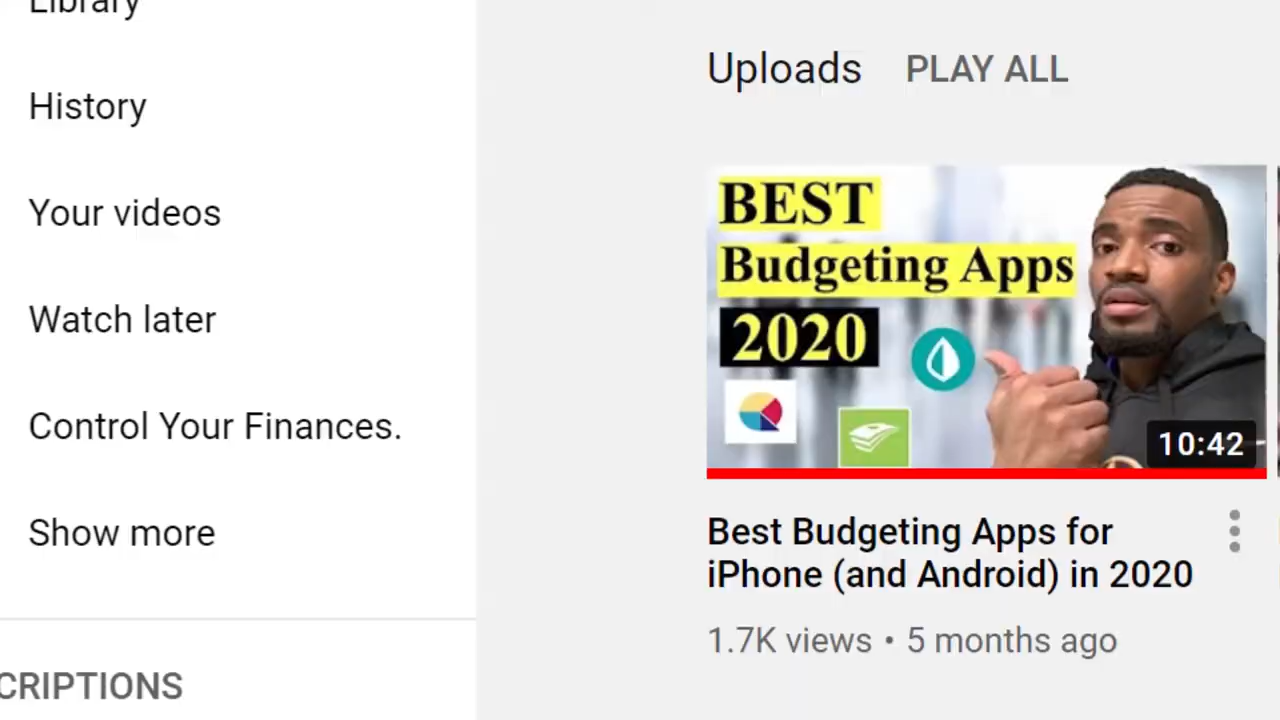 Library
History
Your videos
Watch later
Control Your Finances.
Show more
CRIPTIONS
Uploads PLAY ALL
BEST
Budgeting Apps
2020
10:42
Best Budgeting Apps for
iPhone (and Android) in 2020
1.7K views • 5 months ago